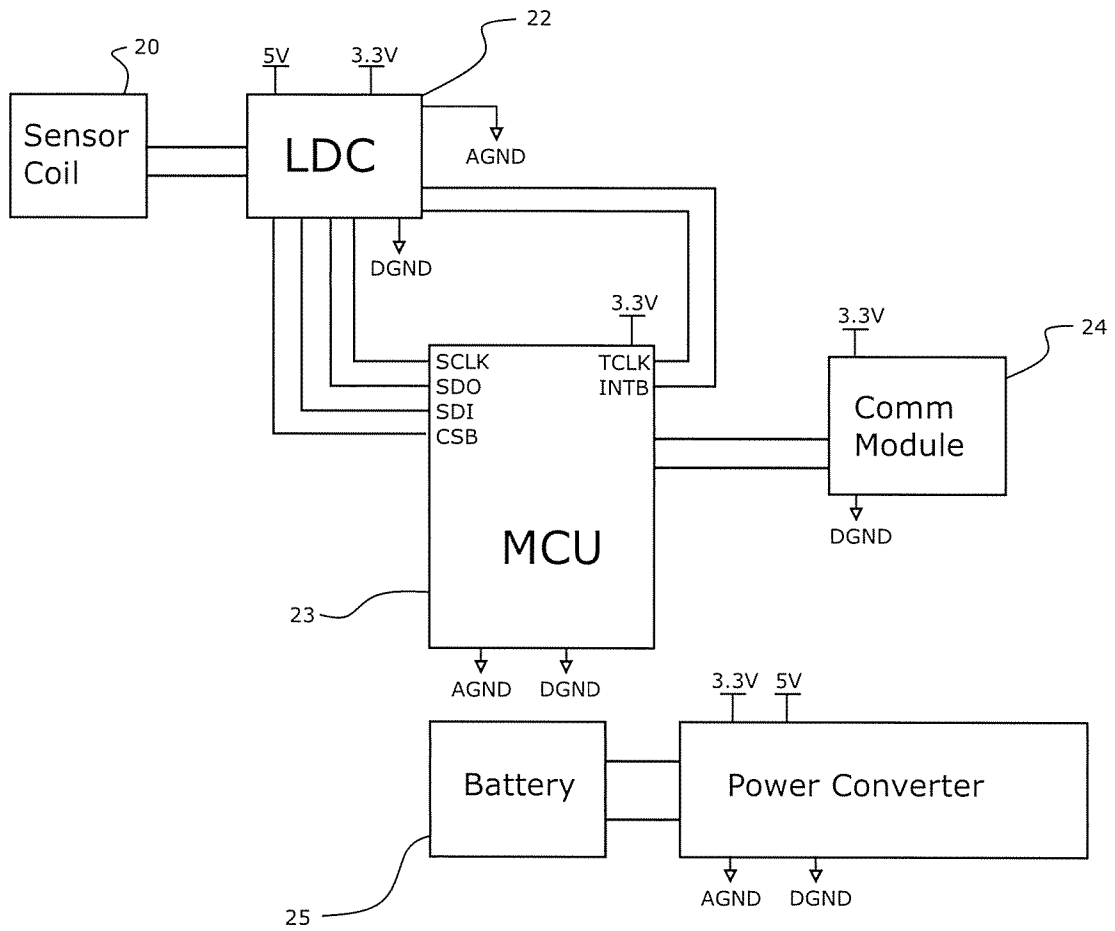 20
22
5V
3.3V
Sensor
Coil
LDC
AGND
DGND
3.3V
3.3V
24
SCLK
SDO
SDI
CSB
TCLK
INTB
Comm
Module
DGND
MCU
23
AGND
DGND
3.3V
5V
Battery
Power Converter
AGND
DGND
25